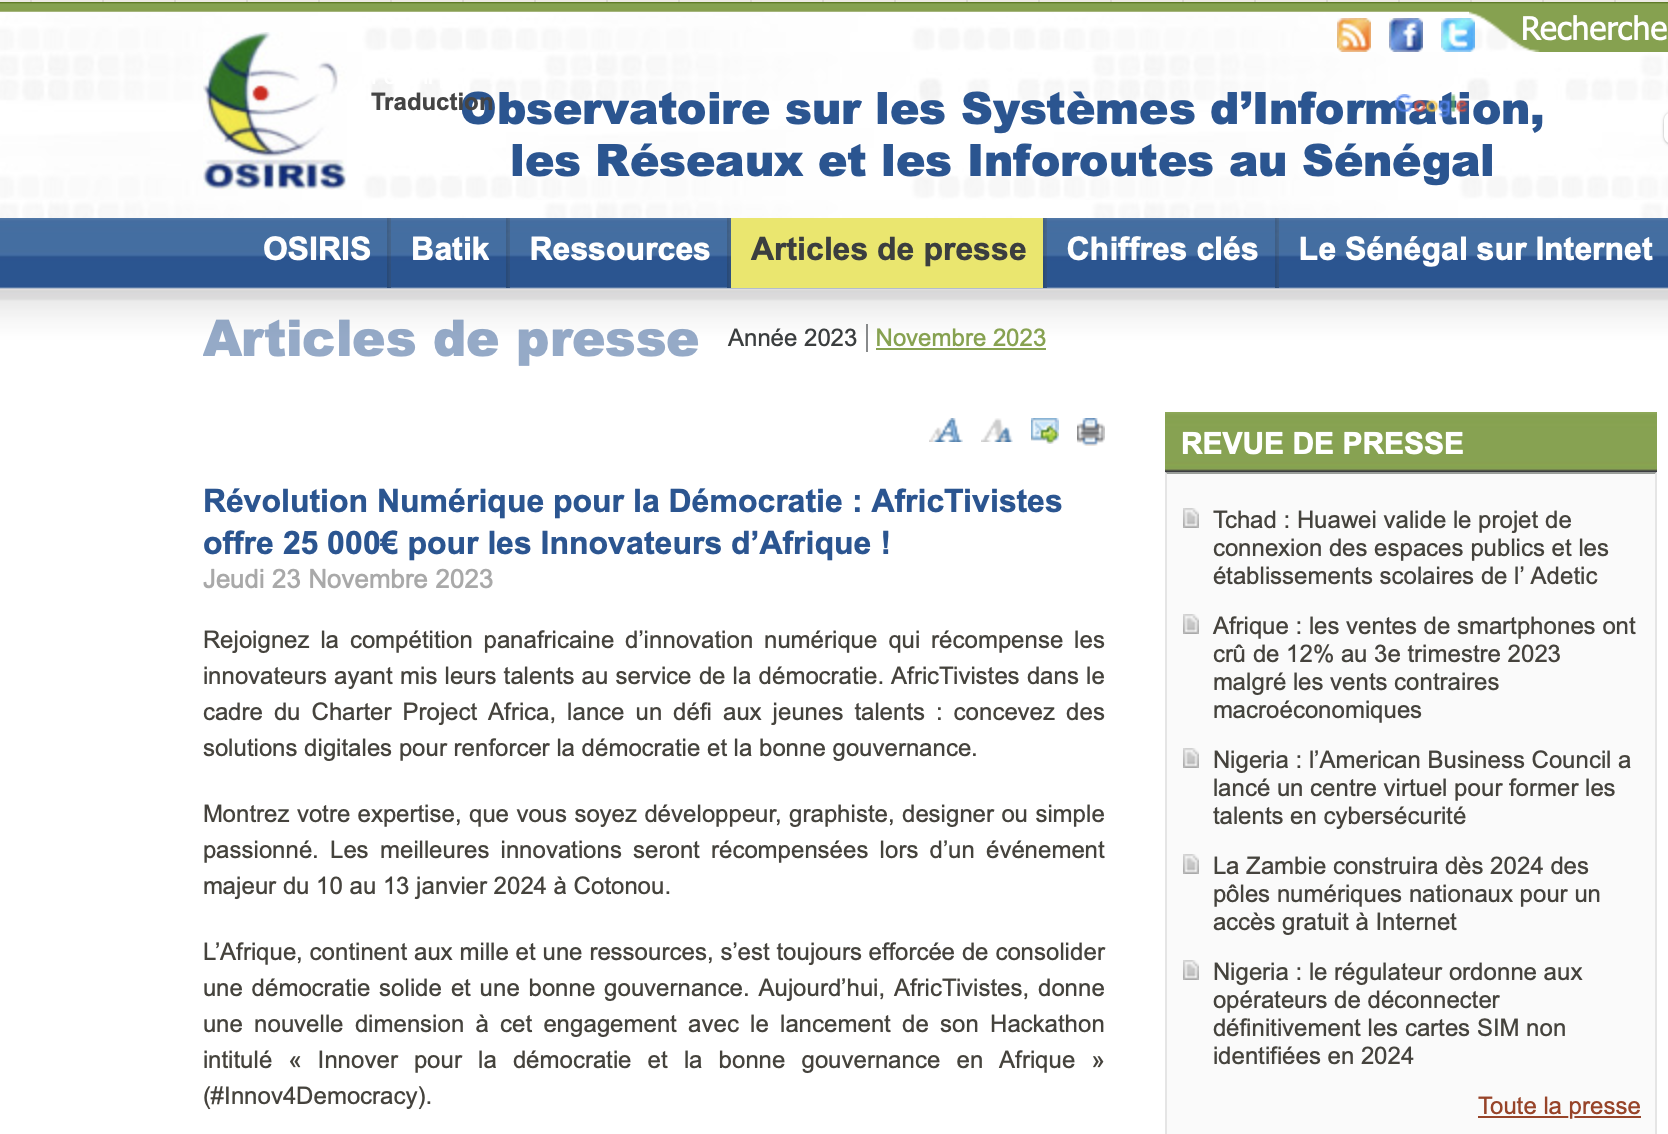 Recherche
OSIRIS
Traduction
Google
Observatoire sur les Systèmes d’Information,
les Réseaux et les Inforoutes au Sénégal
OSIRIS Batik Ressources Articles de presse Chiffres clés Le Sénégal sur Internet
Articles de presse Année 2023 | Novembre 2023
Révolution Numérique pour la Démocratie : AfricTivistes
offre 25 000€ pour les Innovateurs d’Afrique !
Jeudi 23 Novembre 2023
Rejoignez la compétition panafricaine d’innovation numérique qui récompense les
innovateurs ayant mis leurs talents au service de la démocratie. AfricTivistes dans le
cadre du Charter Project Africa, lance un défi aux jeunes talents : concevez des
solutions digitales pour renforcer la démocratie et la bonne gouvernance.
Montrez votre expertise, que vous soyez développeur, graphiste, designer ou simple
passionné. Les meilleures innovations seront récompensées lors d’un événement
majeur du 10 au 13 janvier 2024 à Cotonou.
L’Afrique, continent aux mille et une ressources, s’est toujours efforcée de consolider
une démocratie solide et une bonne gouvernance. Aujourd’hui, AfricTivistes, donne
une nouvelle dimension à cet engagement avec le lancement de son Hackathon
intitulé « Innover pour la démocratie et la bonne gouvernance en Afrique »
(#Innov4Democracy).
REVUE DE PRESSE
Tchad : Huawei valide le projet de
connexion des espaces publics et les
établissements scolaires de l’ Adetic
Afrique : les ventes de smartphones ont
crû de 12% au 3e trimestre 2023
malgré les vents contraires
macroéconomiques
Nigeria : l’American Business Council a
lancé un centre virtuel pour former les
talents en cybersécurité
La Zambie construira dès 2024 des
pôles numériques nationaux pour un
accès gratuit à Internet
Nigeria : le régulateur ordonne aux
opérateurs de déconnecter
définitivement les cartes SIM non
identifiées en 2024
Toute la presse